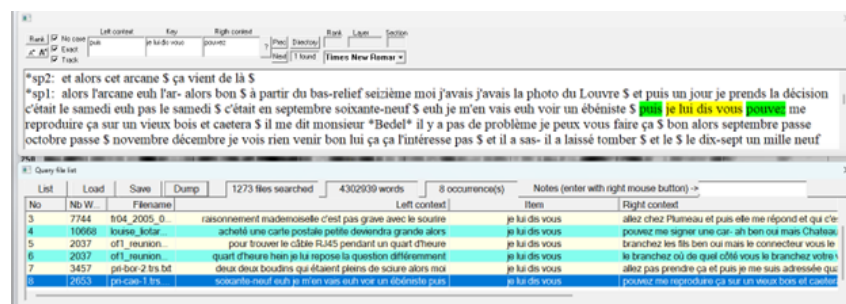 Left context Key Righ context Rank Layer Section
Rank No case puis je lui dis vous pouvez ? Prec Directory
Exact Next 1 found Times New Roman
Track
*sp2: et alors cet arcane $ ça vient de là $
*sp1: alors l'arcane euh l'ar- alors bon $ à partir du bas-relief seizième moi j'avais j'avais la photo du Louvre $ et puis un jour je prends la décision
c'était le samedi euh pas le samedi $ c'était en septembre soixante-neuf $ euh je m'en vais euh voir un ébéniste $ puis je lui dis vous pouvez me
reproduire ça sur un vieux bois et caetera $ il me dit monsieur *Bedel* il y a pas de problème je peux vous faire ça $ bon alors septembre passe
octobre passe $ novembre décembre je vois rien venir bon lui ça ça l'intéresse pas $ et il a sas- il a laissé tomber $ et le $ le dix-sept un mille neuf
Query file list
List Load Save Dump 1273 files searched 4302939 words 8 occurrence(s) Notes (enter with right mouse button) ->
No Nb W... Filename Left context Item Right context
3 7744 fr04_2005_0... raisonnement mademoiselle c'est pas grave avec le sourire je lui dis vous allez chez Plumeau et puis elle me répond et qui c'es
4 10668 louise_liotar... acheté une carte postale petite deviendra grande alors je lui dis vous pouvez me signer une car- ah ben oui mais Chateau
5 2037 of1_reunion... pour trouver le câble RJ45 pendant un quart d'heure je lui dis vous branchez les fils ben oui mais le connecteur vous le
6 2037 of1_reunion... quart d'heure hein je lui repose la question différemment je lui dis vous le branchez où de quel côté vous le branchez votre
7 3457 pri-bor-2.trs.txt deux deux boudins qui étaient pleins de sciure alors moi je lui dis vous allez pas prendre ça et puis je me suis adressée qua
8 2653 pri-cae-1.trs... soixante-neuf euh je m'en vais euh voir un ébéniste puis je lui dis vous pouvez me reproduire ça sur un vieux bois et caetera